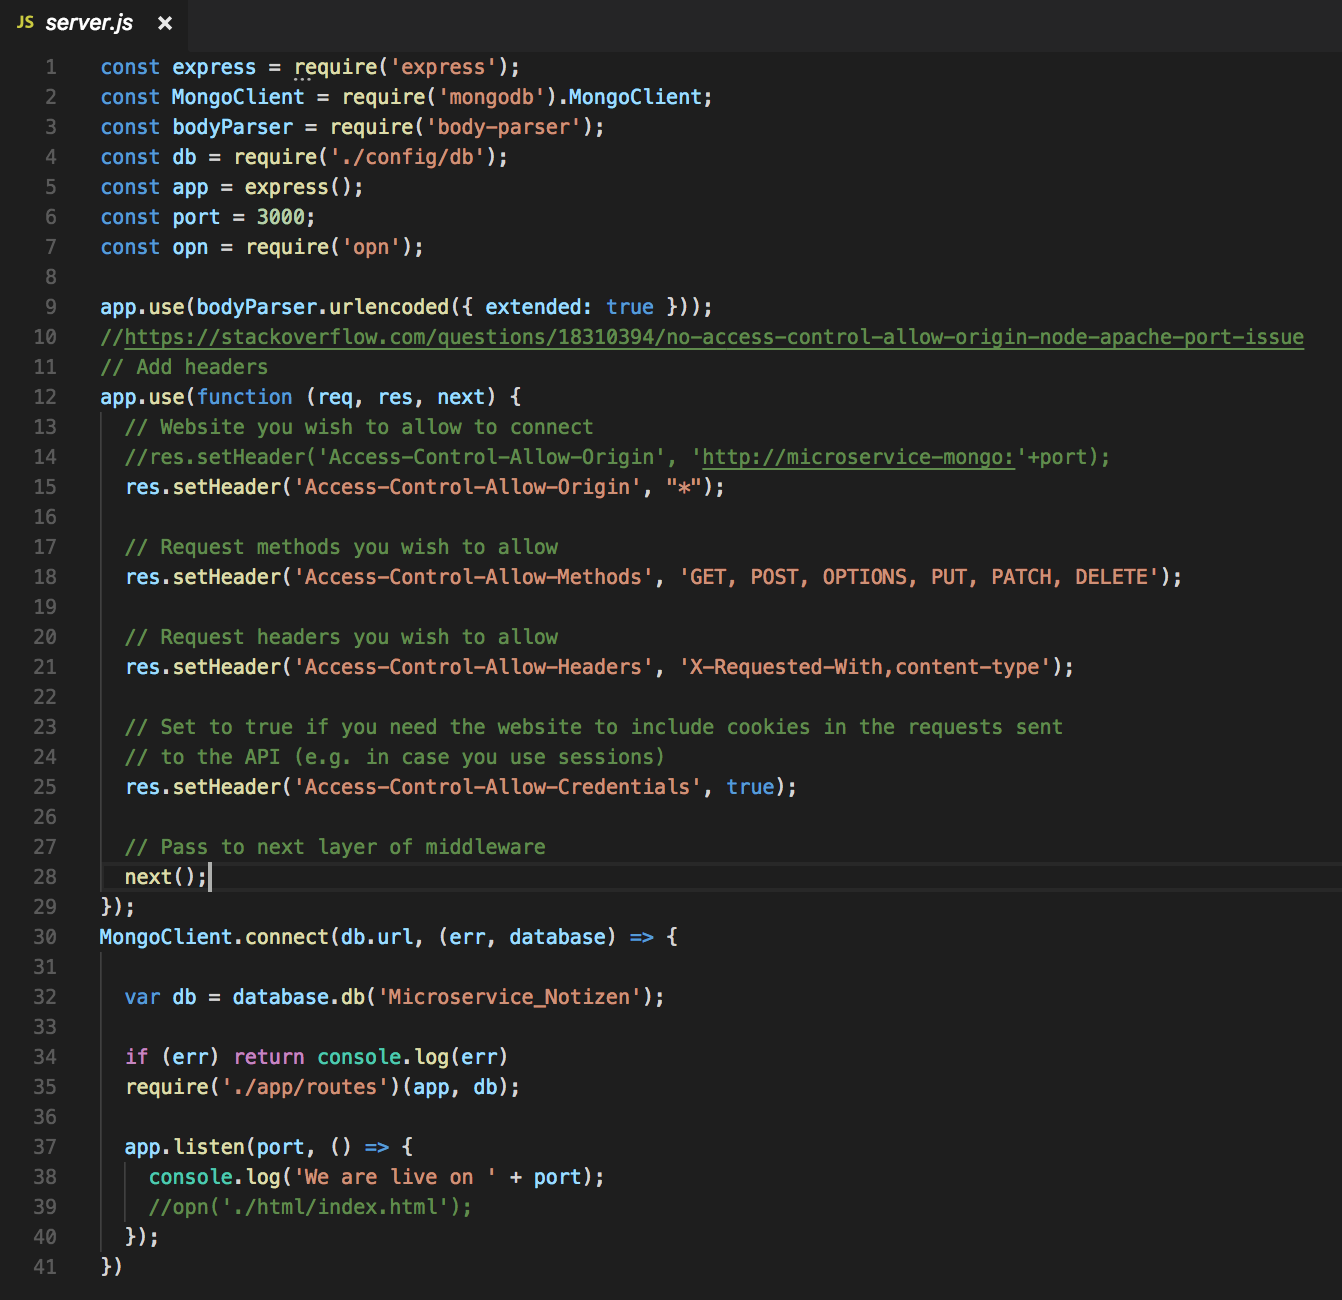 JS server.js ×
1 const express = require('express');
2 const MongoClient = require('mongodb').MongoClient;
3 const bodyParser = require('body-parser');
4 const db = require('./config/db');
5 const app = express();
6 const port = 3000;
7 const opn = require('opn');
8
9 app.use(bodyParser.urlencoded({ extended: true }));
10 //https://stackoverflow.com/questions/18310394/no-access-control-allow-origin-node-apache-port-issue
11 // Add headers
12 app.use(function (req, res, next) {
13   // Website you wish to allow to connect
14   //res.setHeader('Access-Control-Allow-Origin', 'http://microservice-mongo:'+port);
15   res.setHeader('Access-Control-Allow-Origin', "*");
16
17   // Request methods you wish to allow
18   res.setHeader('Access-Control-Allow-Methods', 'GET, POST, OPTIONS, PUT, PATCH, DELETE');
19
20   // Request headers you wish to allow
21   res.setHeader('Access-Control-Allow-Headers', 'X-Requested-With,content-type');
22
23   // Set to true if you need the website to include cookies in the requests sent
24   // to the API (e.g. in case you use sessions)
25   res.setHeader('Access-Control-Allow-Credentials', true);
26
27   // Pass to next layer of middleware
28   next();
29 });
30 MongoClient.connect(db.url, (err, database) => {
31
32   var db = database.db('Microservice_Notizen');
33
34   if (err) return console.log(err)
35   require('./app/routes')(app, db);
36
37   app.listen(port, () => {
38     console.log('We are live on ' + port);
39     //opn('./html/index.html');
40   });
41 })